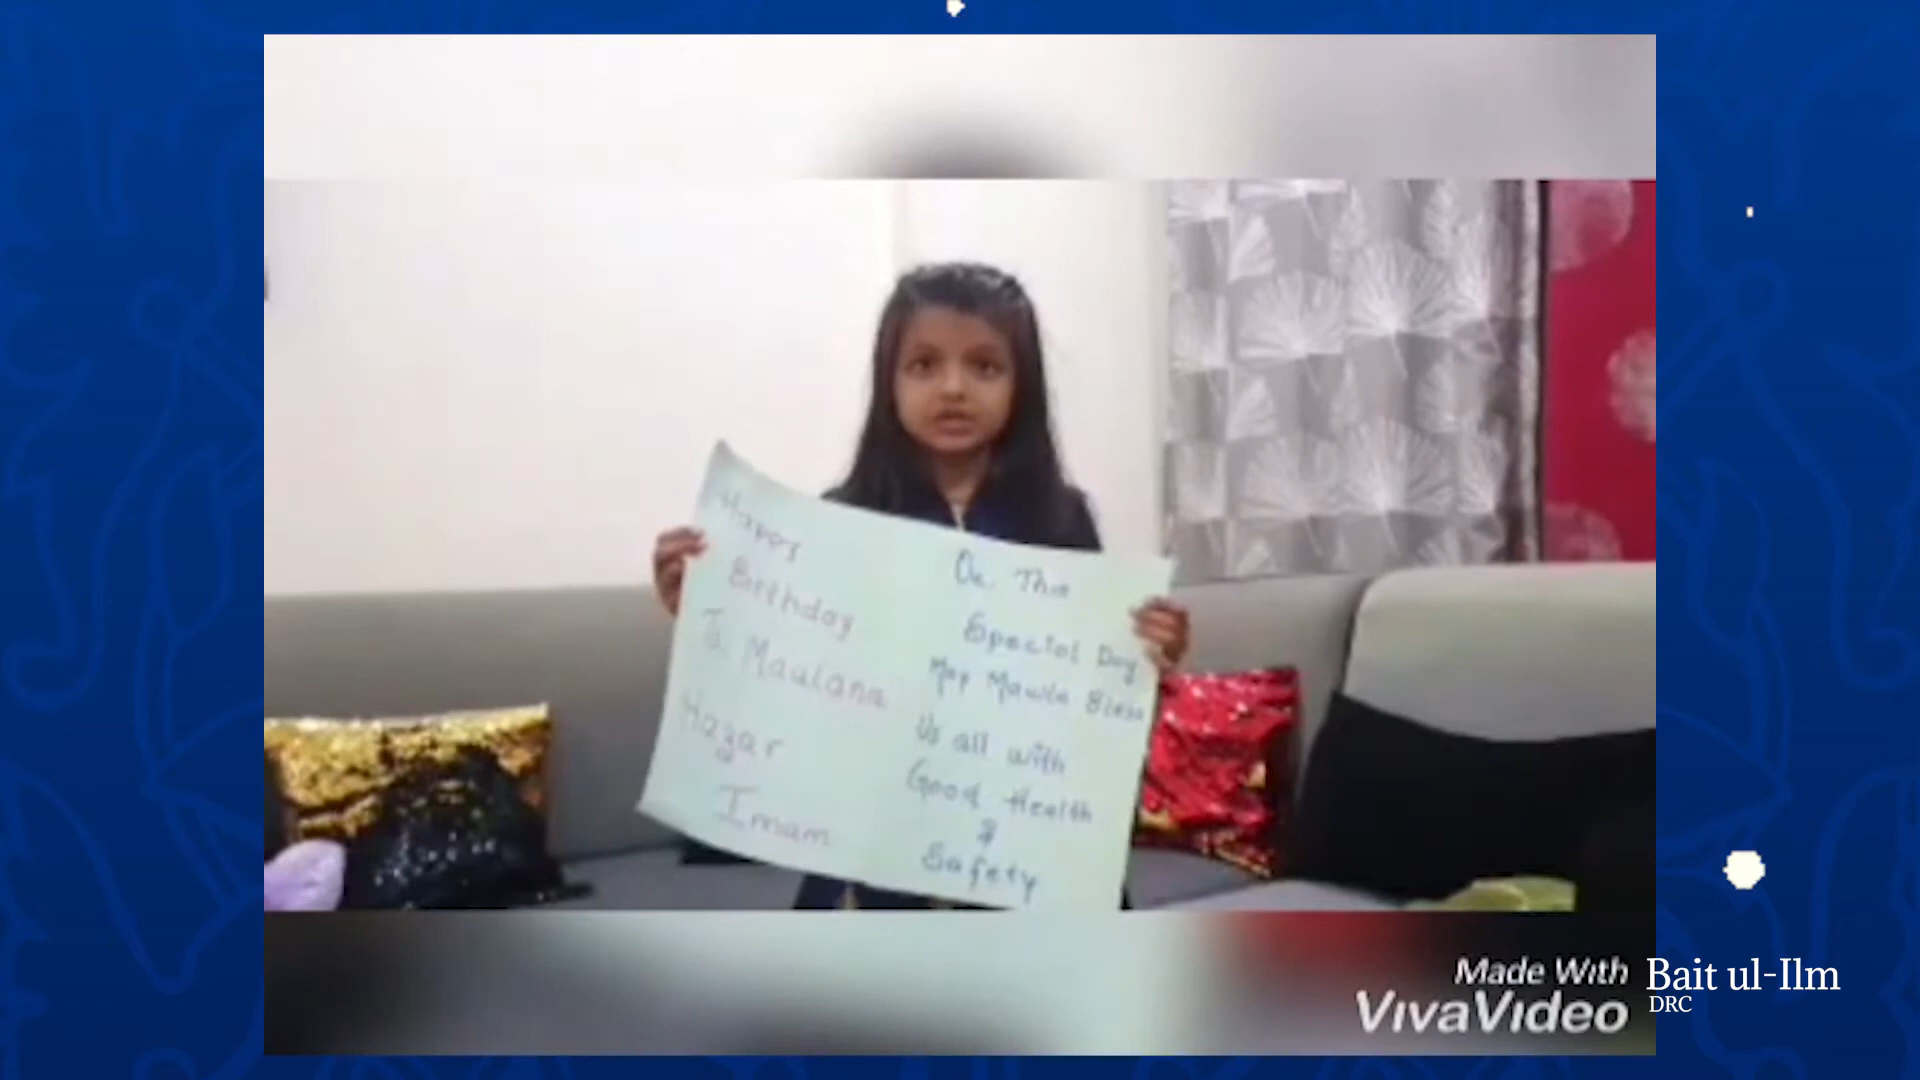 Happy
Birthday
To Maulana
Hazar
Imam
On This
Special Day
May Mawla Bless
Us all with
Good Health
&
Safety
Made With
VivaVideo
Bait ul-Ilm
DRC